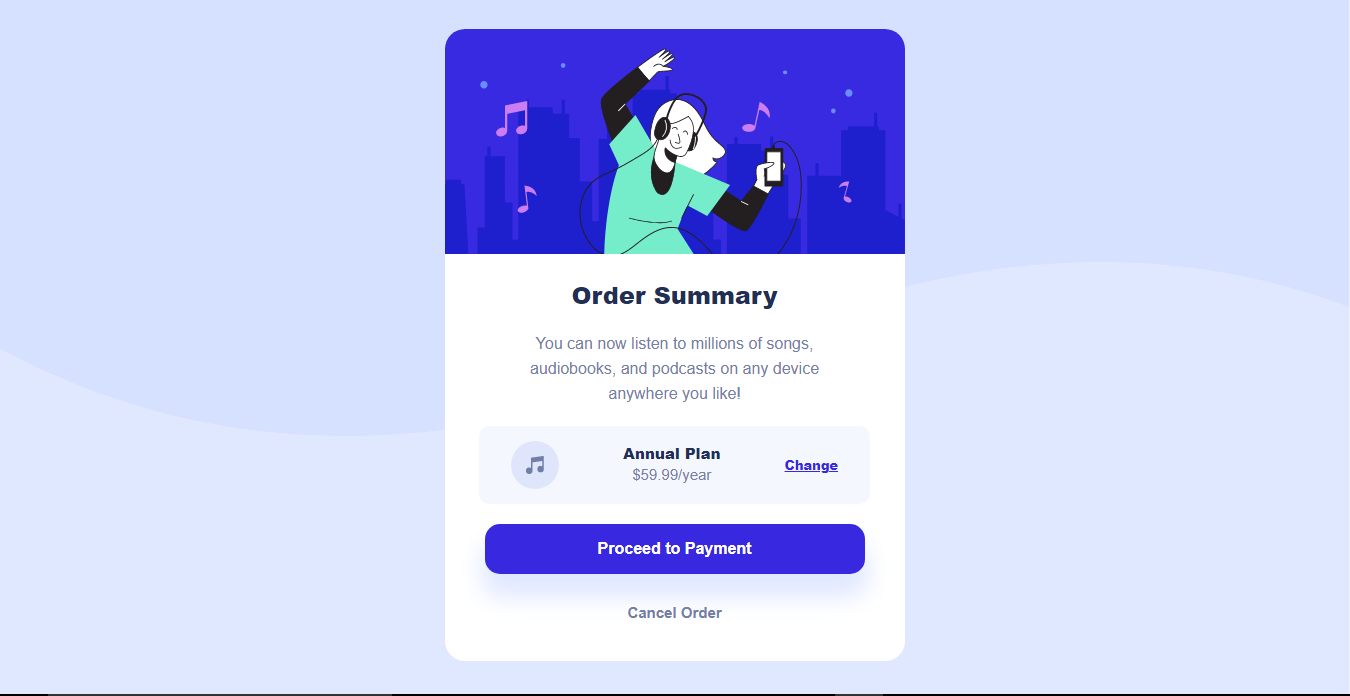 Order Summary
You can now listen to millions of songs,
audiobooks, and podcasts on any device
anywhere you like!
Annual Plan
$59.99/year
Change
Proceed to Payment
Cancel Order